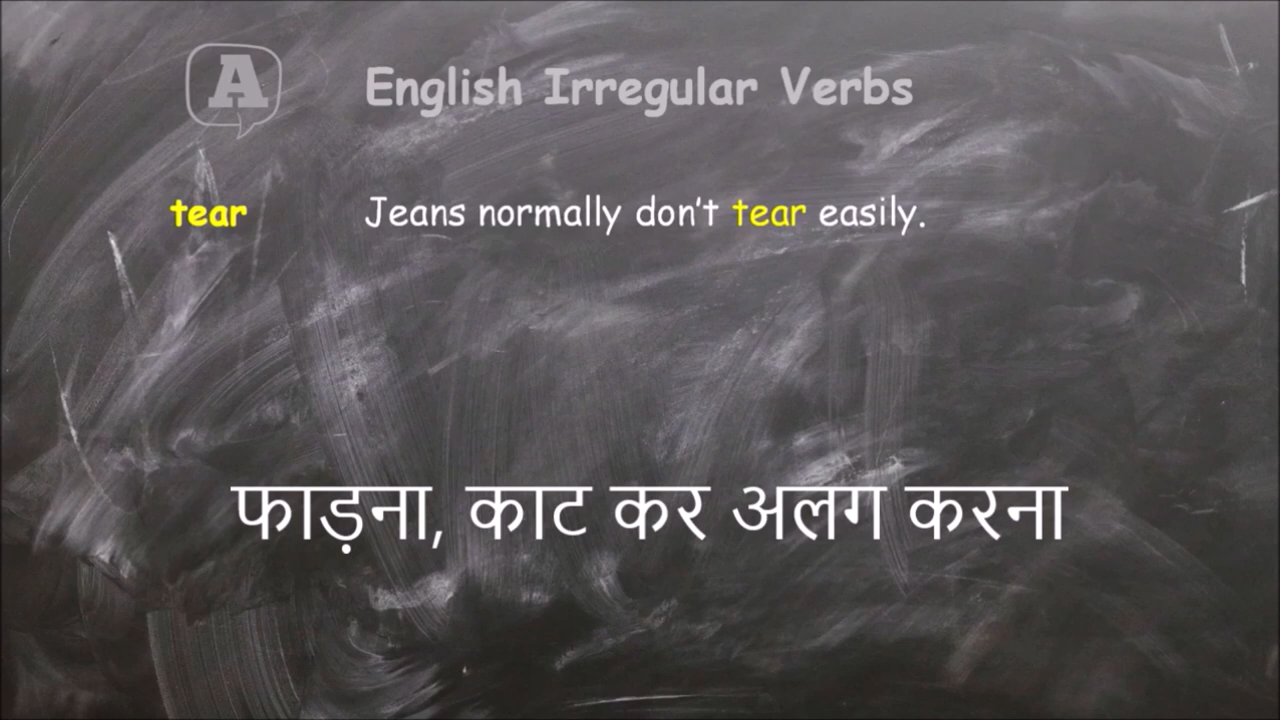 A
English Irregular Verbs
tear
Jeans normally don't tear easily.
फाड़ना, काट कर अलग करना